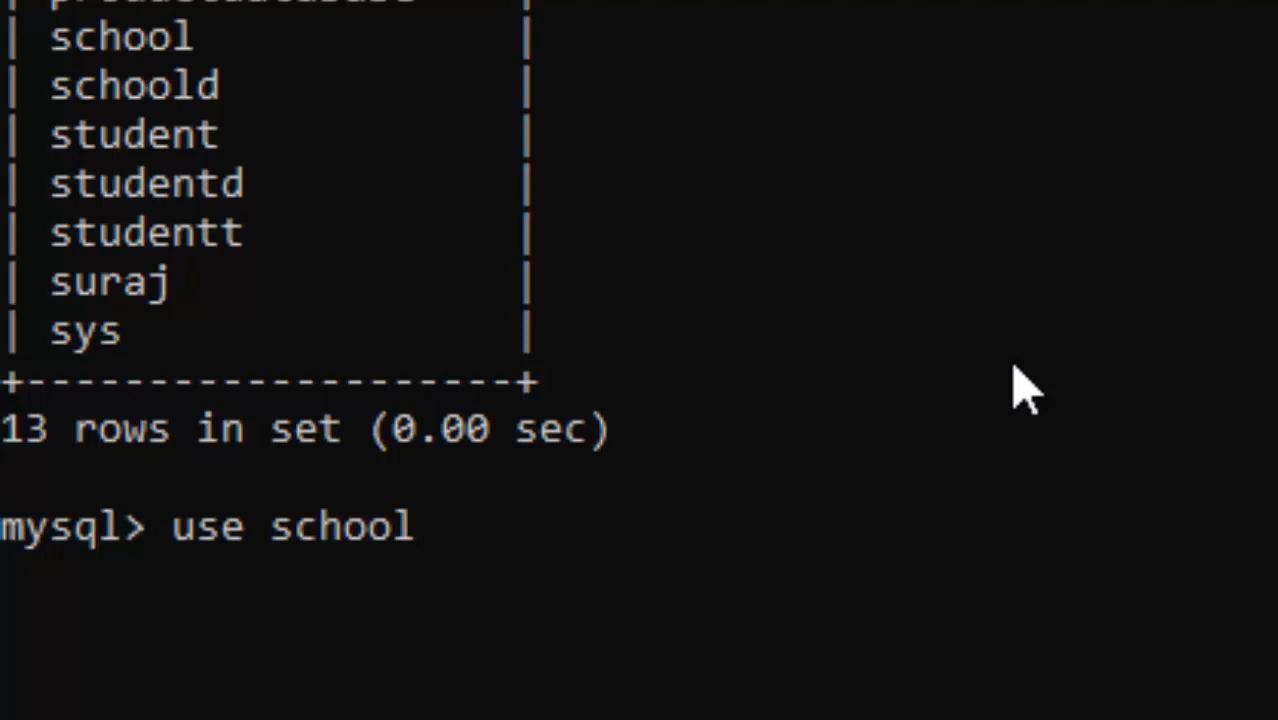 | school |
| schoold |
| student |
| studentd |
| studentt |
| suraj |
| sys |
+--------------------+
13 rows in set (0.00 sec)
mysql> use school